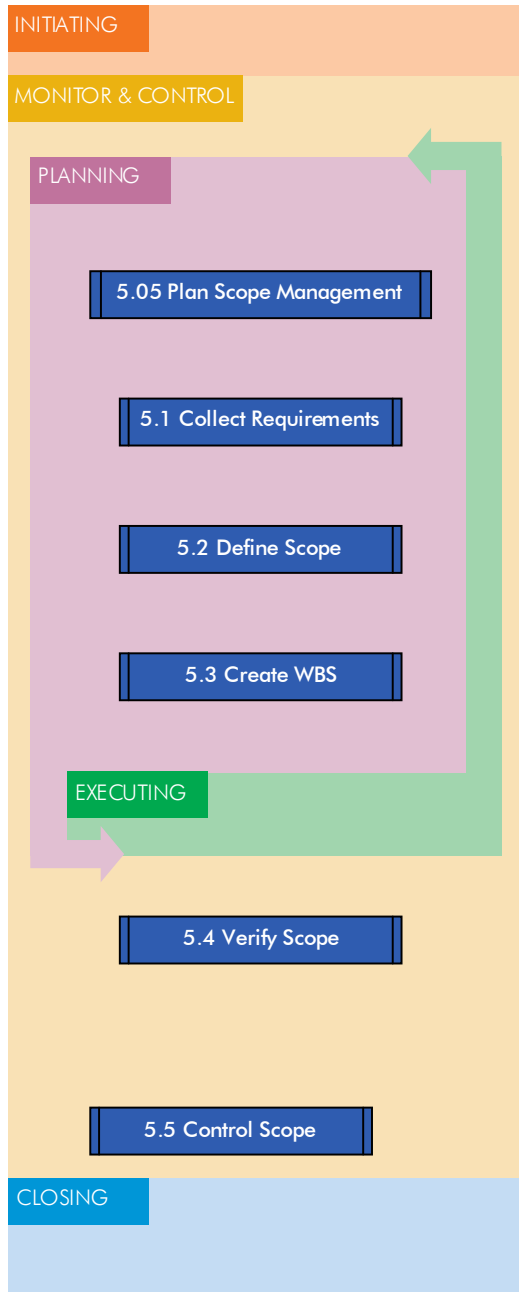 INITIATING
MONITOR & CONTROL
PLANNING
5.05 Plan Scope Management
5.1 Collect Requirements
5.2 Define Scope
5.3 Create WBS
EXECUTING
5.4 Verify Scope
5.5 Control Scope
CLOSING